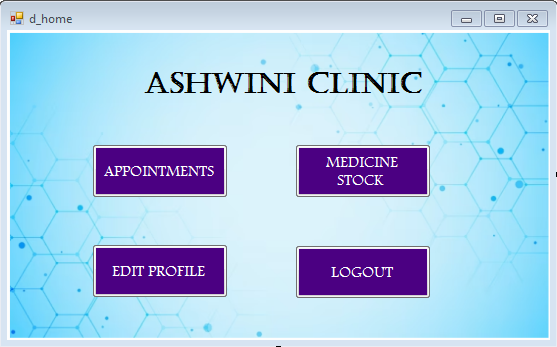 d_home
ASHWINI CLINIC
APPOINTMENTS
MEDICINE
STOCK
EDIT PROFILE
LOGOUT